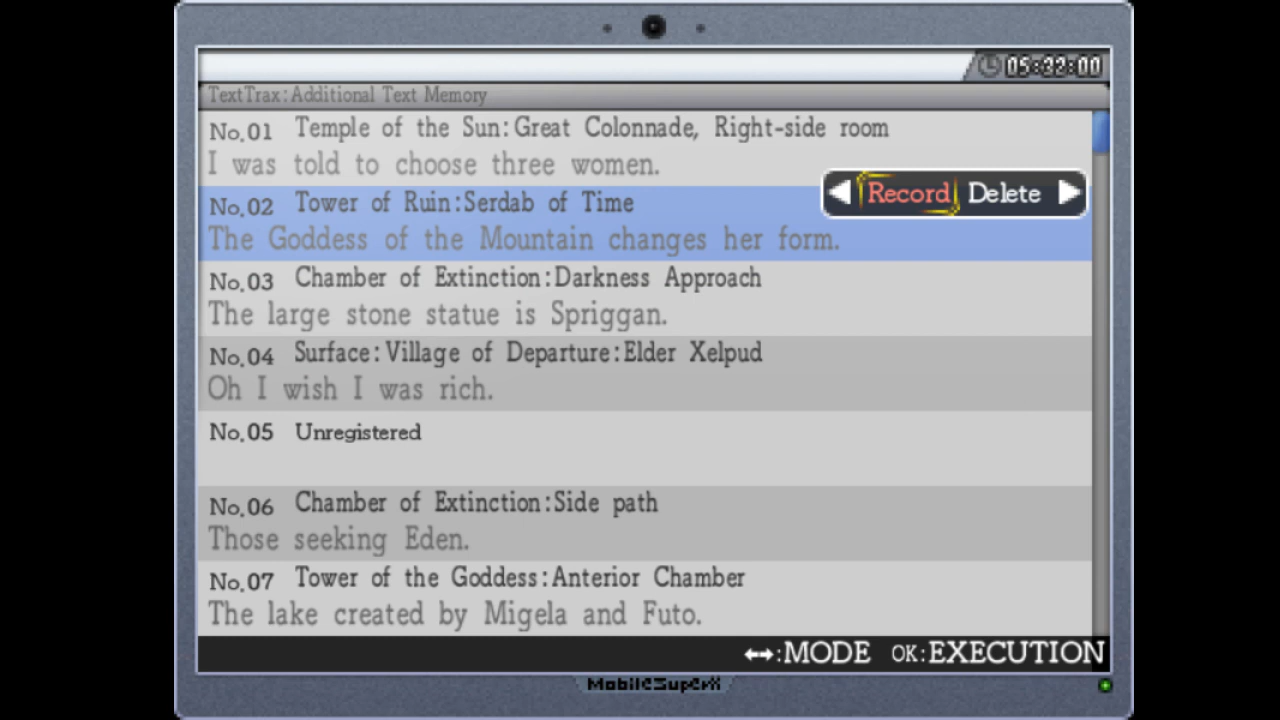 05:22:00
TextTrax:Additional Text Memory
No.01 Temple of the Sun:Great Colonnade, Right-side room
I was told to choose three women.
No.02 Tower of Ruin:Serdab of Time
Record Delete
The Goddess of the Mountain changes her form.
No.03 Chamber of Extinction:Darkness Approach
The large stone statue is Spriggan.
No.04 Surface:Village of Departure:Elder Xelpud
Oh I wish I was rich.
No.05 Unregistered
No.06 Chamber of Extinction:Side path
Those seeking Eden.
No.07 Tower of the Goddess:Anterior Chamber
The lake created by Migela and Futo.
↔:MODE OK:EXECUTION
MobileSuperX